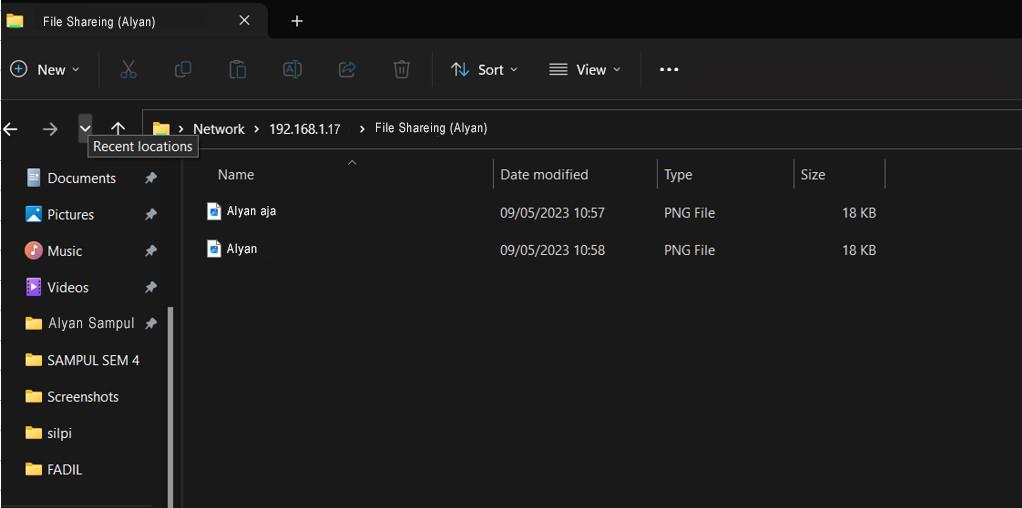 File Shareing (Alyan)
New
Sort
View
Network
192.168.1.17
File Shareing (Alyan)
Recent locations
Documents
Pictures
Music
Videos
Alyan Sampul
SAMPUL SEM 4
Screenshots
silpi
FADIL
Name Date modified Type Size
Alyan aja 09/05/2023 10:57 PNG File 18 KB
Alyan 09/05/2023 10:58 PNG File 18 KB